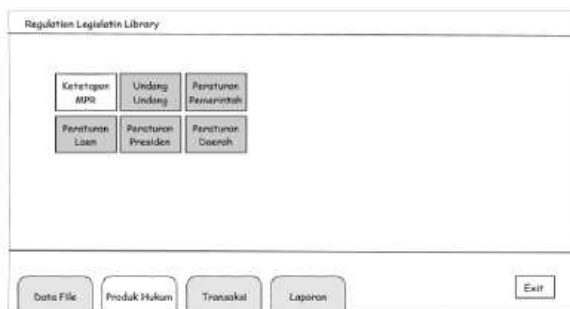 Regulation Legislatin Library
Ketetapan Undang Peraturan
MPR Undang Pemerintah
Peraturan Peraturan Peraturan
Laen Presiden Daerah
Data File Produk Hukum Transaksi Laporan Exit